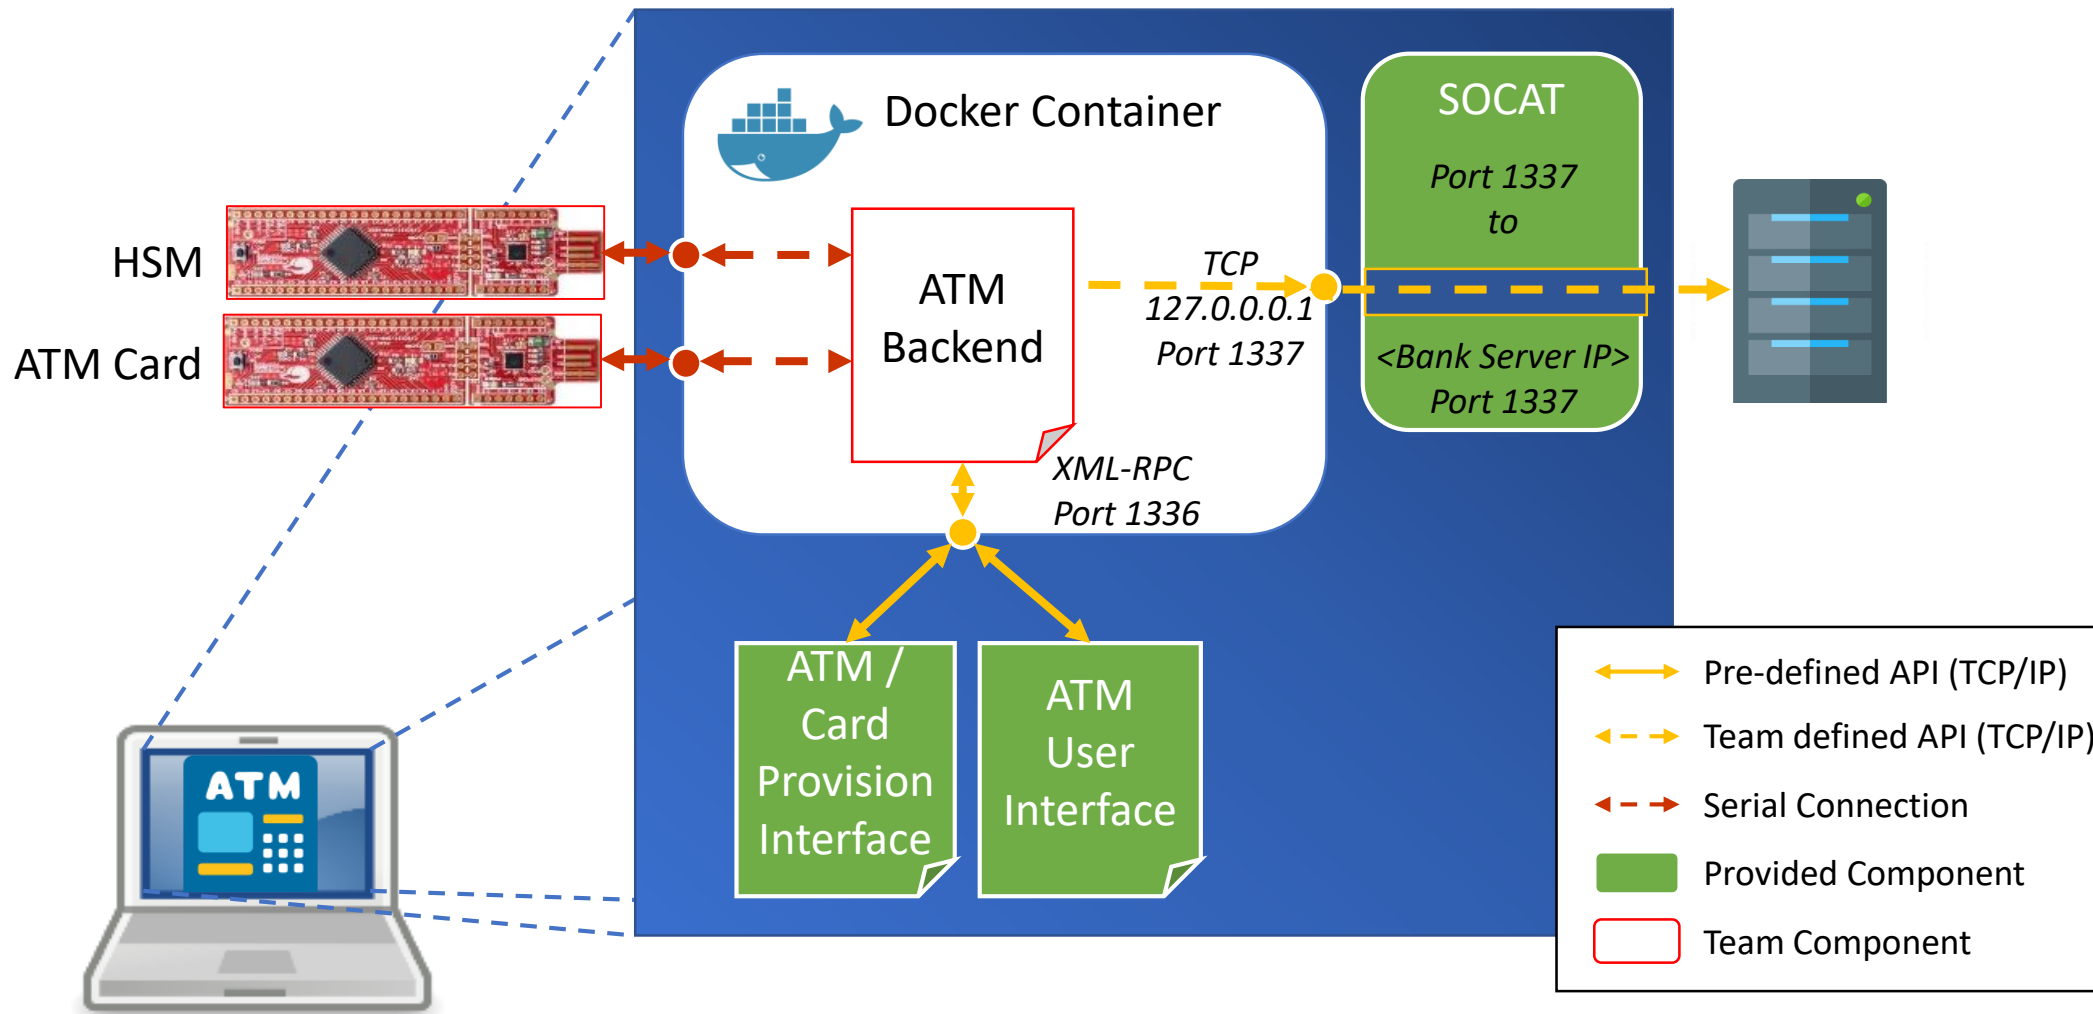 Docker Container
SOCAT
Port 1337
to
<Bank Server IP>
Port 1337
HSM
ATM Card
ATM
Backend
TCP
127.0.0.0.1
Port 1337
XML-RPC
Port 1336
ATM /
Card
Provision
Interface
ATM
User
Interface
ATM
Pre-defined API (TCP/IP)
Team defined API (TCP/IP)
Serial Connection
Provided Component
Team Component